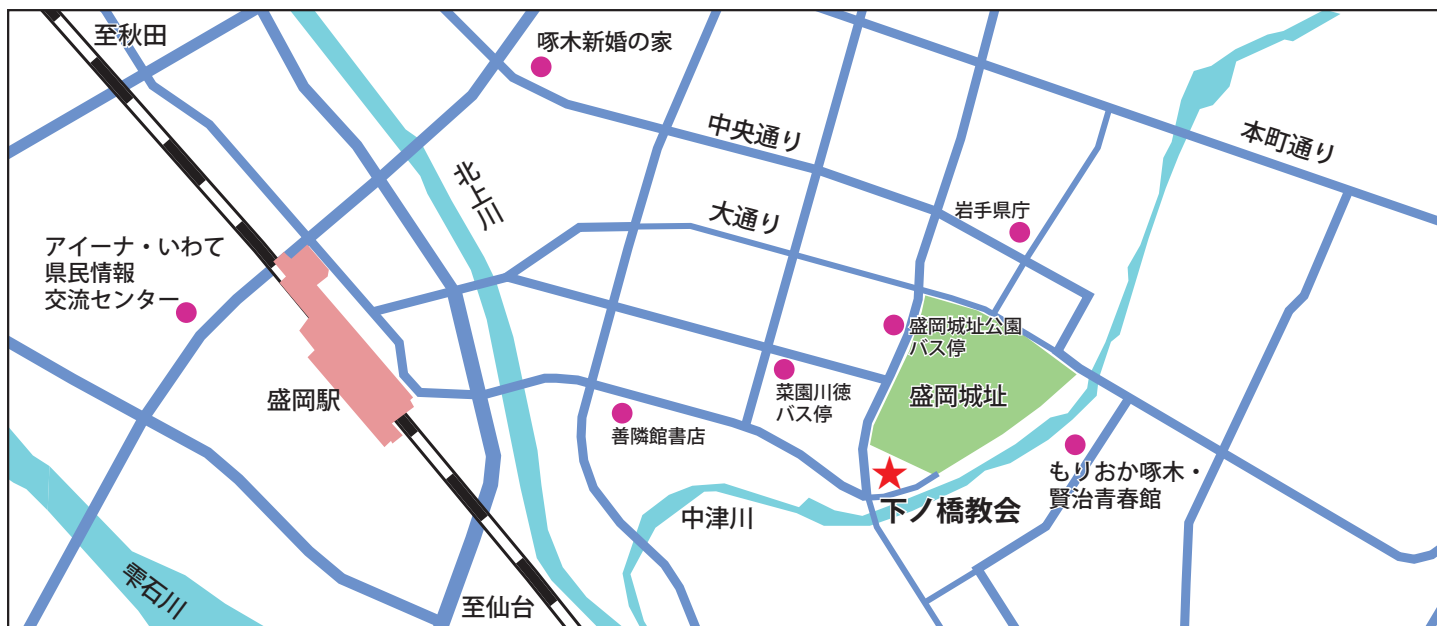 至秋田
啄木新婚の家
中央通り
本町通り
北上川
大通り
岩手県庁
アイーナ・いわて
県民情報
交流センター
盛岡城址公園
バス停
盛岡駅
菜園川徳
バス停
盛岡城址
善隣館書店
もりおか啄木・
賢治青春館
下ノ橋教会
中津川
雫石川
至仙台